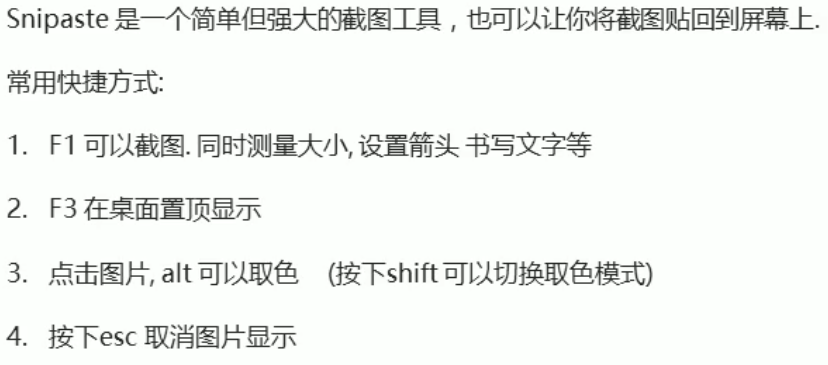 Snipaste 是一个简单但强大的截图工具，也可以让你将截图贴回到屏幕上.
常用快捷方式:
1. F1 可以截图. 同时测量大小, 设置箭头 书写文字等
2. F3 在桌面置顶显示
3. 点击图片, alt 可以取色 (按下shift 可以切换取色模式)
4. 按下esc 取消图片显示